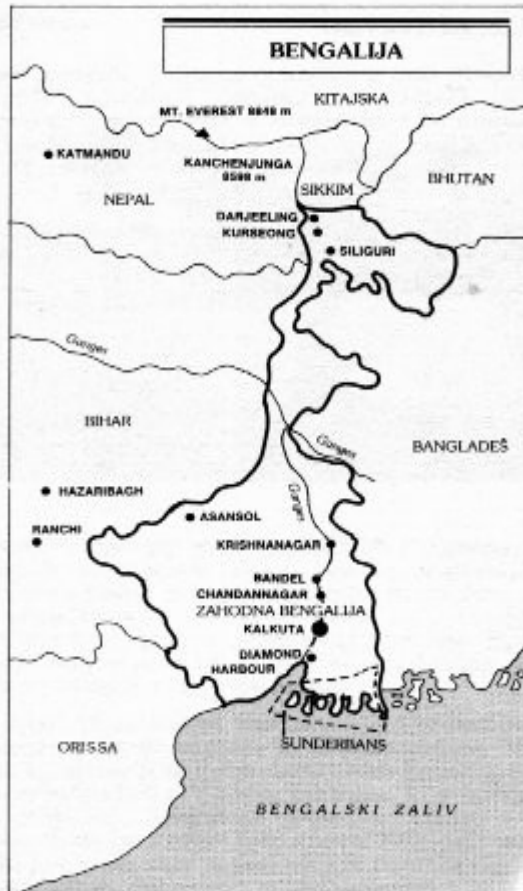 BENGALIJA
KITAJSKA
MT. EVEREST 8848 m
KATMANDU
KANCHENJUNGA
8598 m
SIKKIM
BHUTAN
NEPAL
DARJEELING
KURSEONG
SILIGURI
Ganges
BIHAR
Ganges
BANGLADEŠ
Ganges
HAZARIBAGH
ASANSOL
RANCHI
KRISHNANAGAR
BANDEL
CHANDANNAGAR
ZAHODNA BENGALIJA
KALKUTA
DIAMOND
HARBOUR
ORISSA
SUNDERBANS
BENGALSKI ZALIV